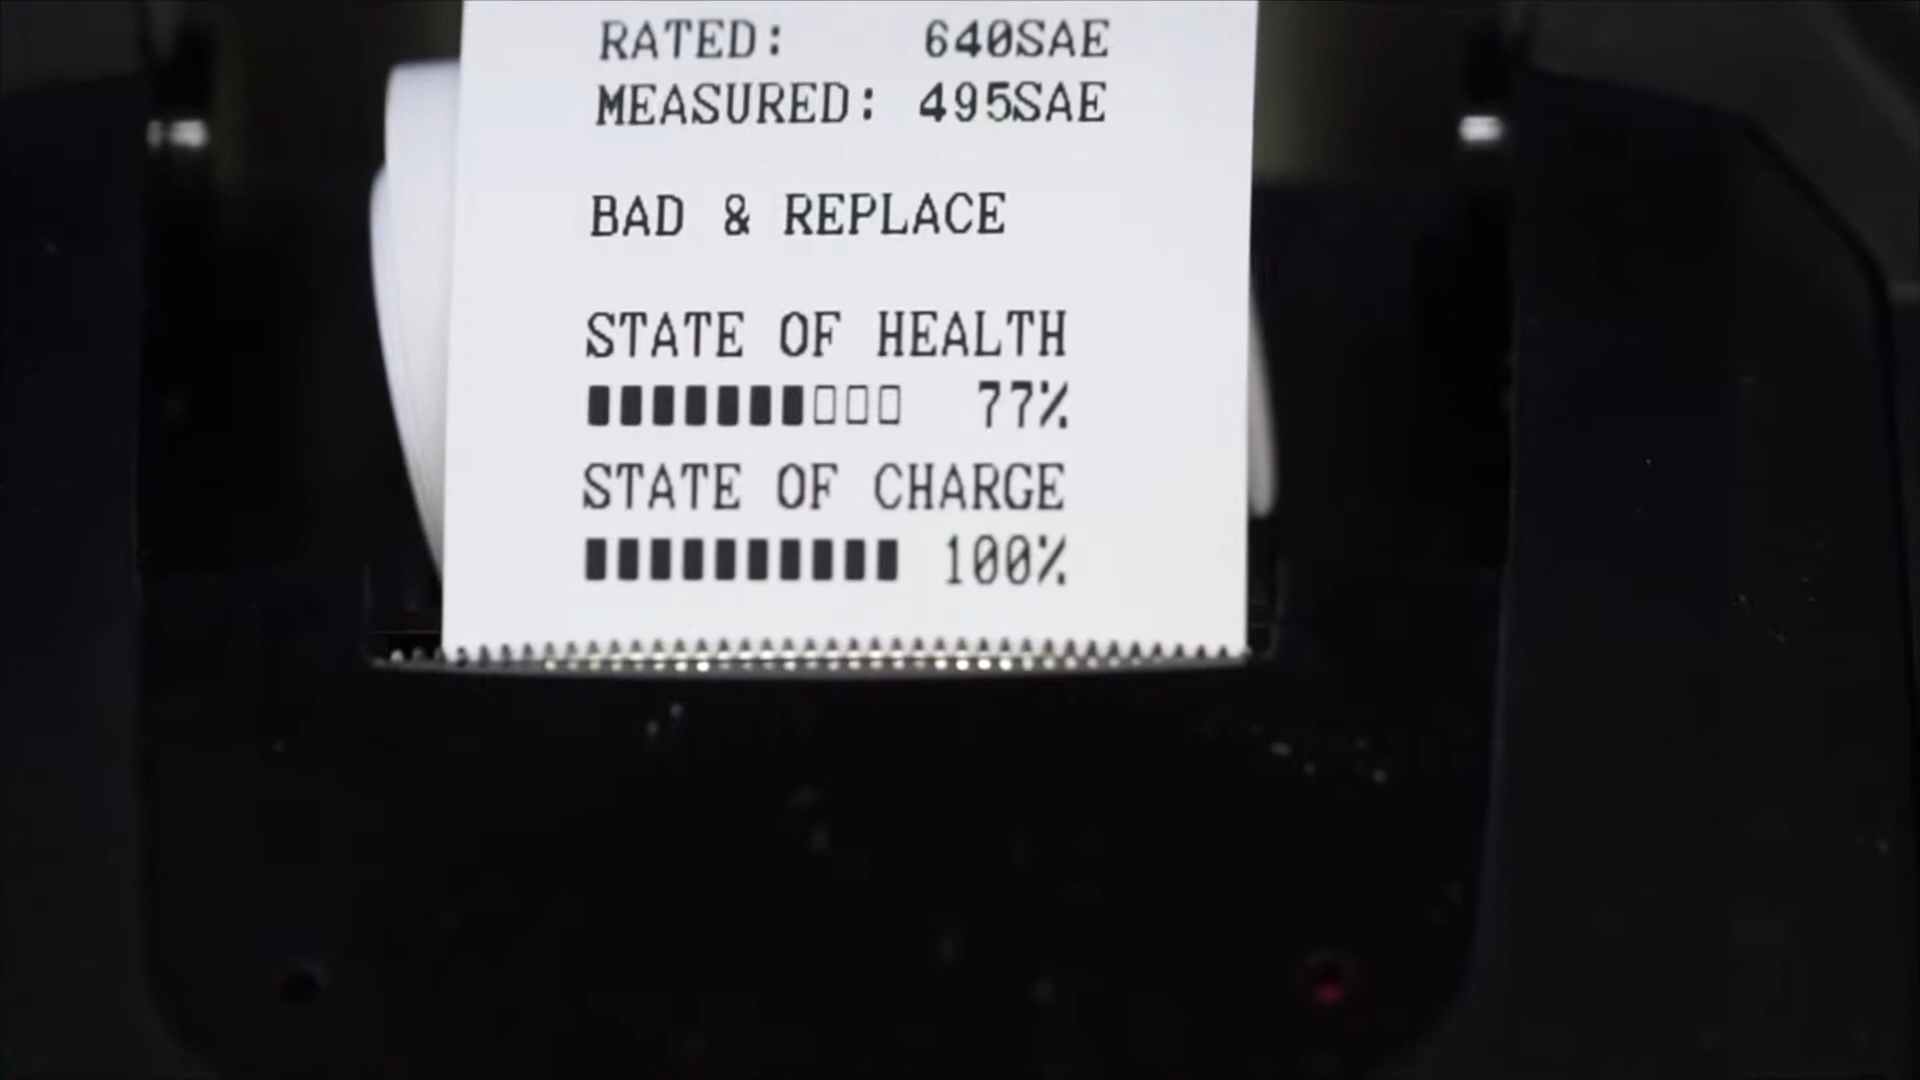 RATED: 640SAE
MEASURED: 495SAE
BAD & REPLACE
STATE OF HEALTH
77%
STATE OF CHARGE
100%